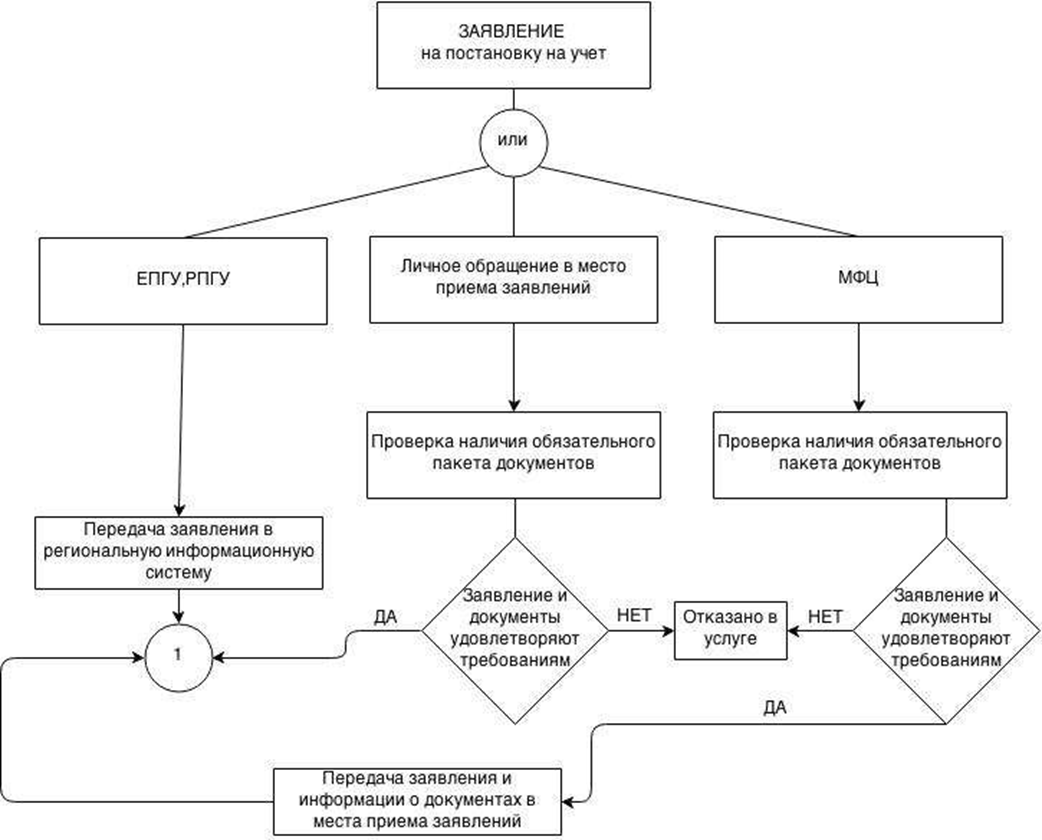 ЗАЯВЛЕНИЕ
на постановку на учет
или
ЕПГУ,РПГУ
Личное обращение в место
приема заявлений
МФЦ
Проверка наличия обязательного
пакета документов
Проверка наличия обязательного
пакета документов
Передача заявления в
региональную информационную
систему
ДА
Заявление и
документы
удовлетворяют
требованиям
НЕТ
Отказано в
услуге
НЕТ
Заявление и
документы
удовлетворяют
требованиям
1
ДА
Передача заявления и
информации о документах в
места приема заявлений